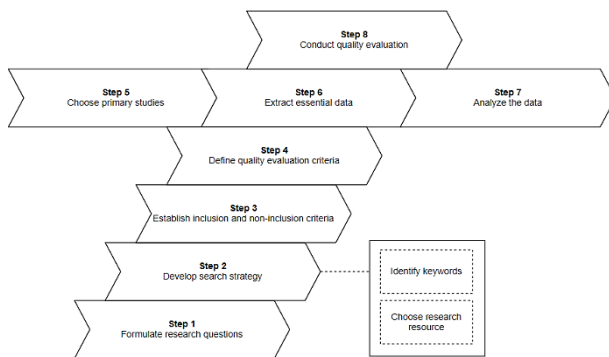 Step 8
Conduct quality evaluation
Step 5
Choose primary studies
Step 6
Extract essential data
Step 7
Analyze the data
Step 4
Define quality evaluation criteria
Step 3
Establish inclusion and non-inclusion criteria
Step 2
Develop search strategy
Identify keywords
Choose research
resource
Step 1
Formulate research questions